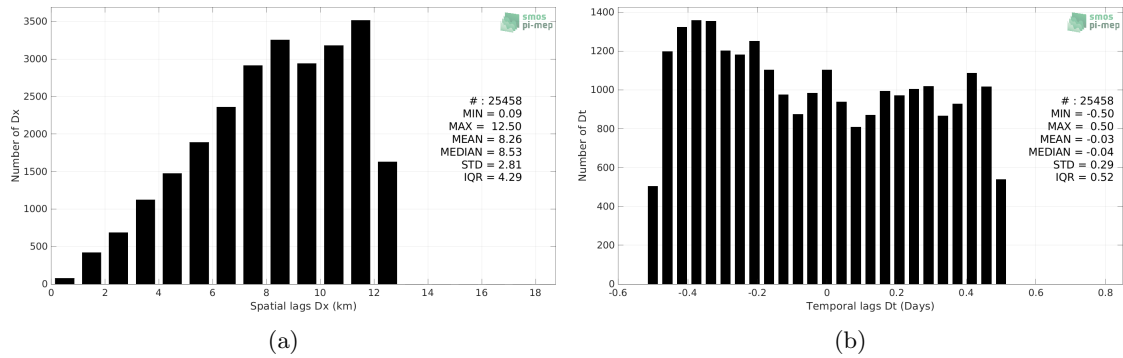 3500
3000
2500
2000
1500
1000
500
0
Number of Dx
smos
pi-mep
# : 25458
MIN = 0.09
MAX = 12.50
MEAN = 8.26
MEDIAN = 8.53
STD = 2.81
IQR = 4.29
0 2 4 6 8 10 12 14 16 18
Spatial lags Dx (km)
(a)
1400
1200
1000
800
600
400
200
0
Number of Dt
smos
pi-mep
# : 25458
MIN = -0.50
MAX = 0.50
MEAN = -0.03
MEDIAN = -0.04
STD = 0.29
IQR = 0.52
-0.6 -0.4 -0.2 0 0.2 0.4 0.6 0.8
Temporal lags Dt (Days)
(b)